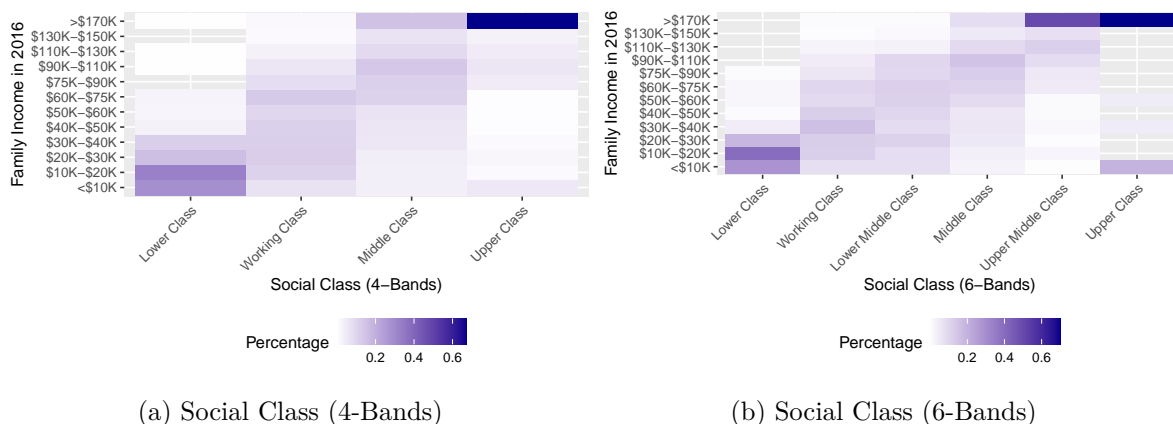 Family Income in 2016
>$170K
$130K−$150K
$110K−$130K
$90K−$110K
$75K−$90K
$60K−$75K
$50K−$60K
$40K−$50K
$30K−$40K
$20K−$30K
$10K−$20K
<$10K
Lower Class
Working Class
Middle Class
Upper Class
Social Class (4−Bands)
Percentage
0.2 0.4 0.6
(a) Social Class (4-Bands)
Family Income in 2016
>$170K
$130K−$150K
$110K−$130K
$90K−$110K
$75K−$90K
$60K−$75K
$50K−$60K
$40K−$50K
$30K−$40K
$20K−$30K
$10K−$20K
<$10K
Lower Class
Working Class
Lower Middle Class
Middle Class
Upper Middle Class
Upper Class
Social Class (6−Bands)
Percentage
0.2 0.4 0.6
(b) Social Class (6-Bands)